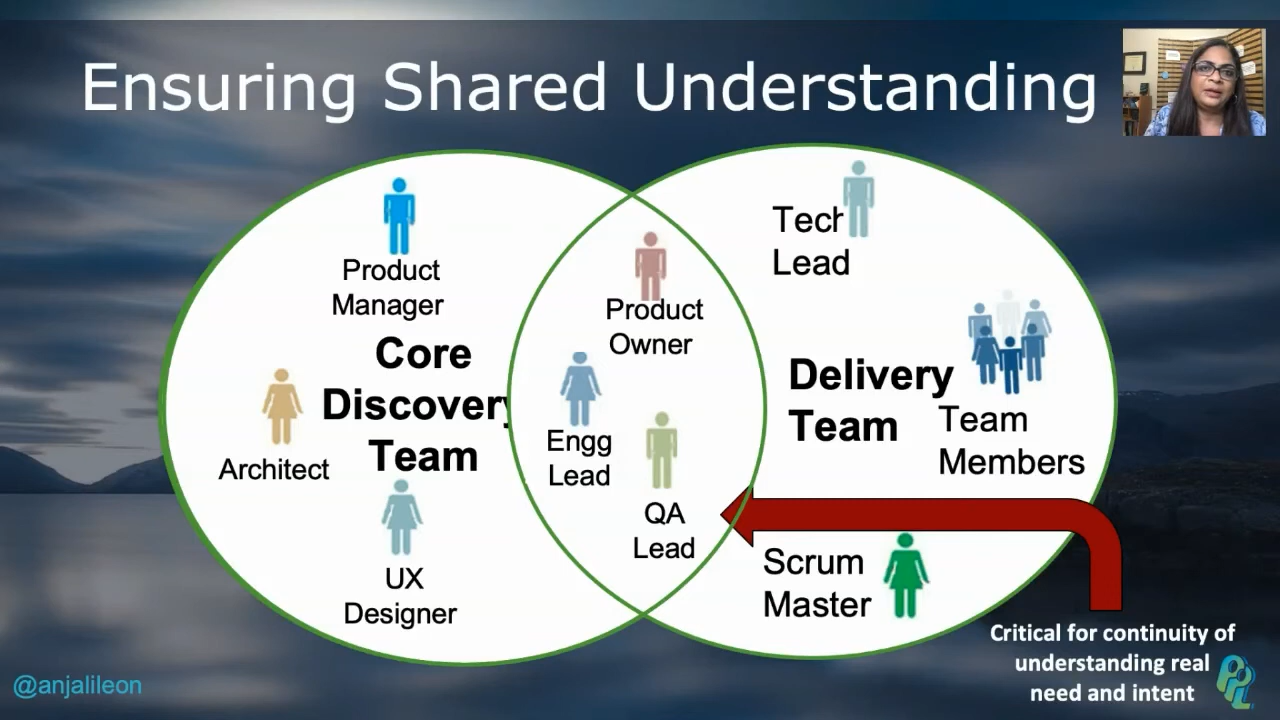 Ensuring Shared Understanding
Product
Manager
Core
Discovery
Team
Architect
UX
Designer
Product
Owner
Engg
Lead
QA
Lead
Tech
Lead
Delivery
Team
Team
Members
Scrum
Master
Critical for continuity of
understanding real
need and intent
@anjalileon